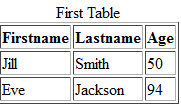 First Table
Firstname Lastname Age
Jill Smith 50
Eve Jackson 94